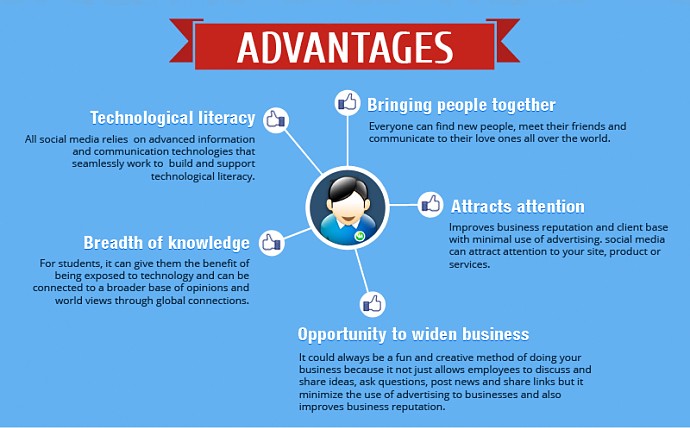 ADVANTAGES
Technological literacy
All social media relies on advanced information
and communication technologies that
seamlessly work to build and support
technological literacy.
Bringing people together
Everyone can find new people, meet their friends and
communicate to their love ones all over the world.
Attracts attention
Improves business reputation and client base
with minimal use of advertising. social media
can attract attention to your site, product or
services.
Breadth of knowledge
For students, it can give them the benefit of
being exposed to technology and can be
connected to a broader base of opinions and
world views through global connections.
Opportunity to widen business
It could always be a fun and creative method of doing your
business because it not just allows employees to discuss and
share ideas, ask questions, post news and share links but it
minimize the use of advertising to businesses and also
improves business reputation.